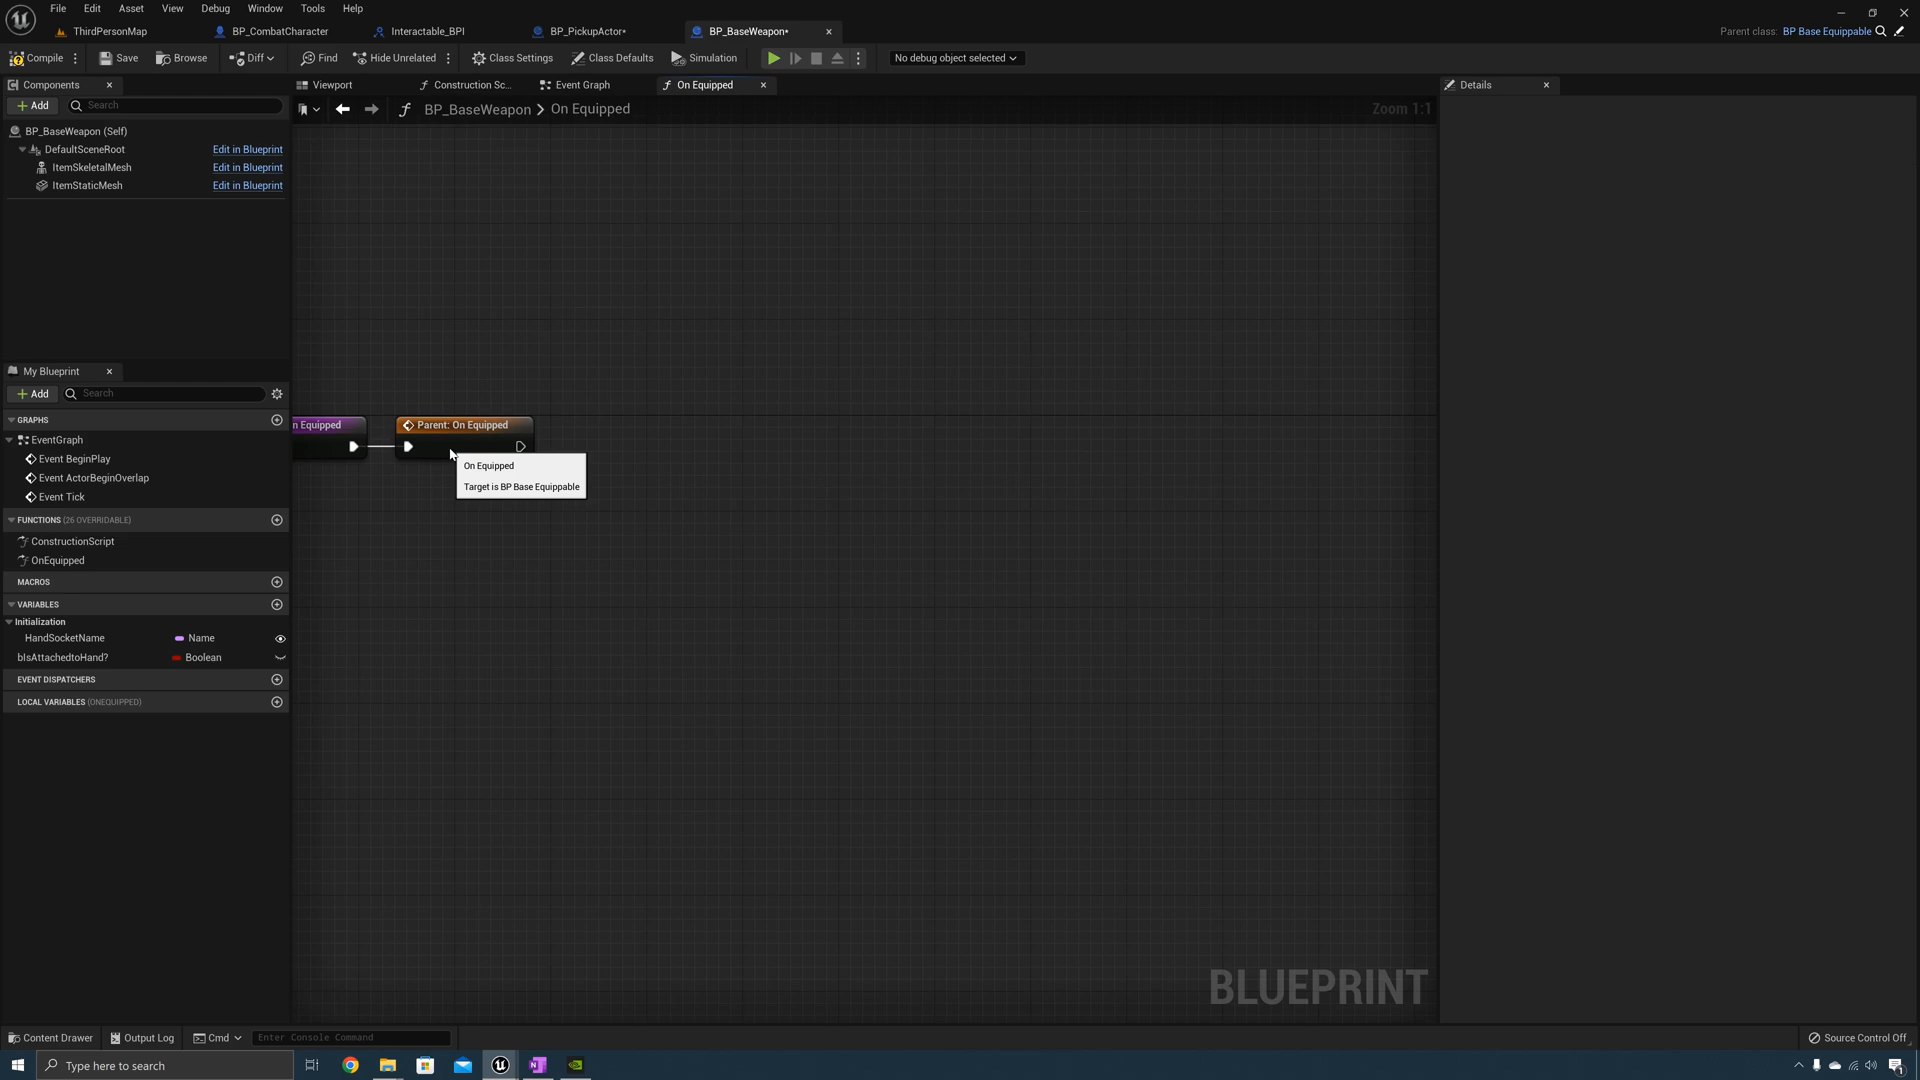 File Edit View Asset Debug Window Tools Help
ThirdPersonMap BP_CombatCharacter Interactable_BPI BP_PickupActor* BP_BaseWeapon*
Parent class: BP Base Equippable
Compile Save Browse Diff Find Hide Unrelated Class Settings Class Defaults Simulation No debug object selected
Components
Viewport Construction Sc... Event Graph On Equipped
Details
Add Search
BP_BaseWeapon > On Equipped
Zoom 1:1
BP_BaseWeapon (Self)
DefaultSceneRoot Edit in Blueprint
ItemSkeletalMesh Edit in Blueprint
ItemStaticMesh Edit in Blueprint
My Blueprint
Add Search
GRAPHS
EventGraph
Event BeginPlay
Event ActorBeginOverlap
Event Tick
FUNCTIONS (26 OVERRIDABLE)
ConstructionScript
OnEquipped
MACROS
VARIABLES
Initialization
HandSocketName Name
bIsAttachedtoHand? Boolean
EVENT DISPATCHERS
LOCAL VARIABLES (ONEQUIPPED)
n Equipped
Parent: On Equipped
On Equipped
Target is BP Base Equippable
BLUEPRINT
Content Drawer Output Log Cmd Enter Console Command
Source Control Off
Type here to search